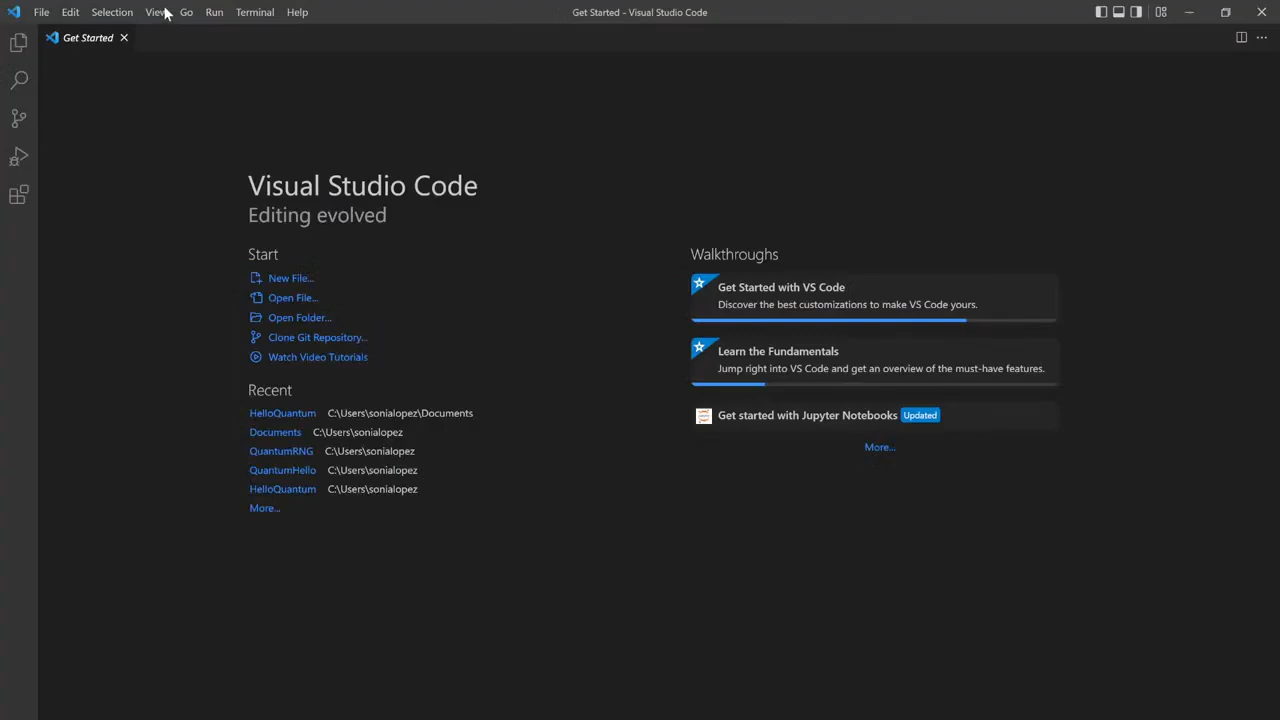 File Edit Selection View Go Run Terminal Help Get Started - Visual Studio Code
Get Started
Visual Studio Code
Editing evolved
Start
New File...
Open File...
Open Folder...
Clone Git Repository...
Watch Video Tutorials
Recent
HelloQuantum C:\Users\sonialopez\Documents
Documents C:\Users\sonialopez
QuantumRNG C:\Users\sonialopez
QuantumHello C:\Users\sonialopez
HelloQuantum C:\Users\sonialopez
More...
Walkthroughs
Get Started with VS Code
Discover the best customizations to make VS Code yours.
Learn the Fundamentals
Jump right into VS Code and get an overview of the must-have features.
Get started with Jupyter Notebooks Updated
More...